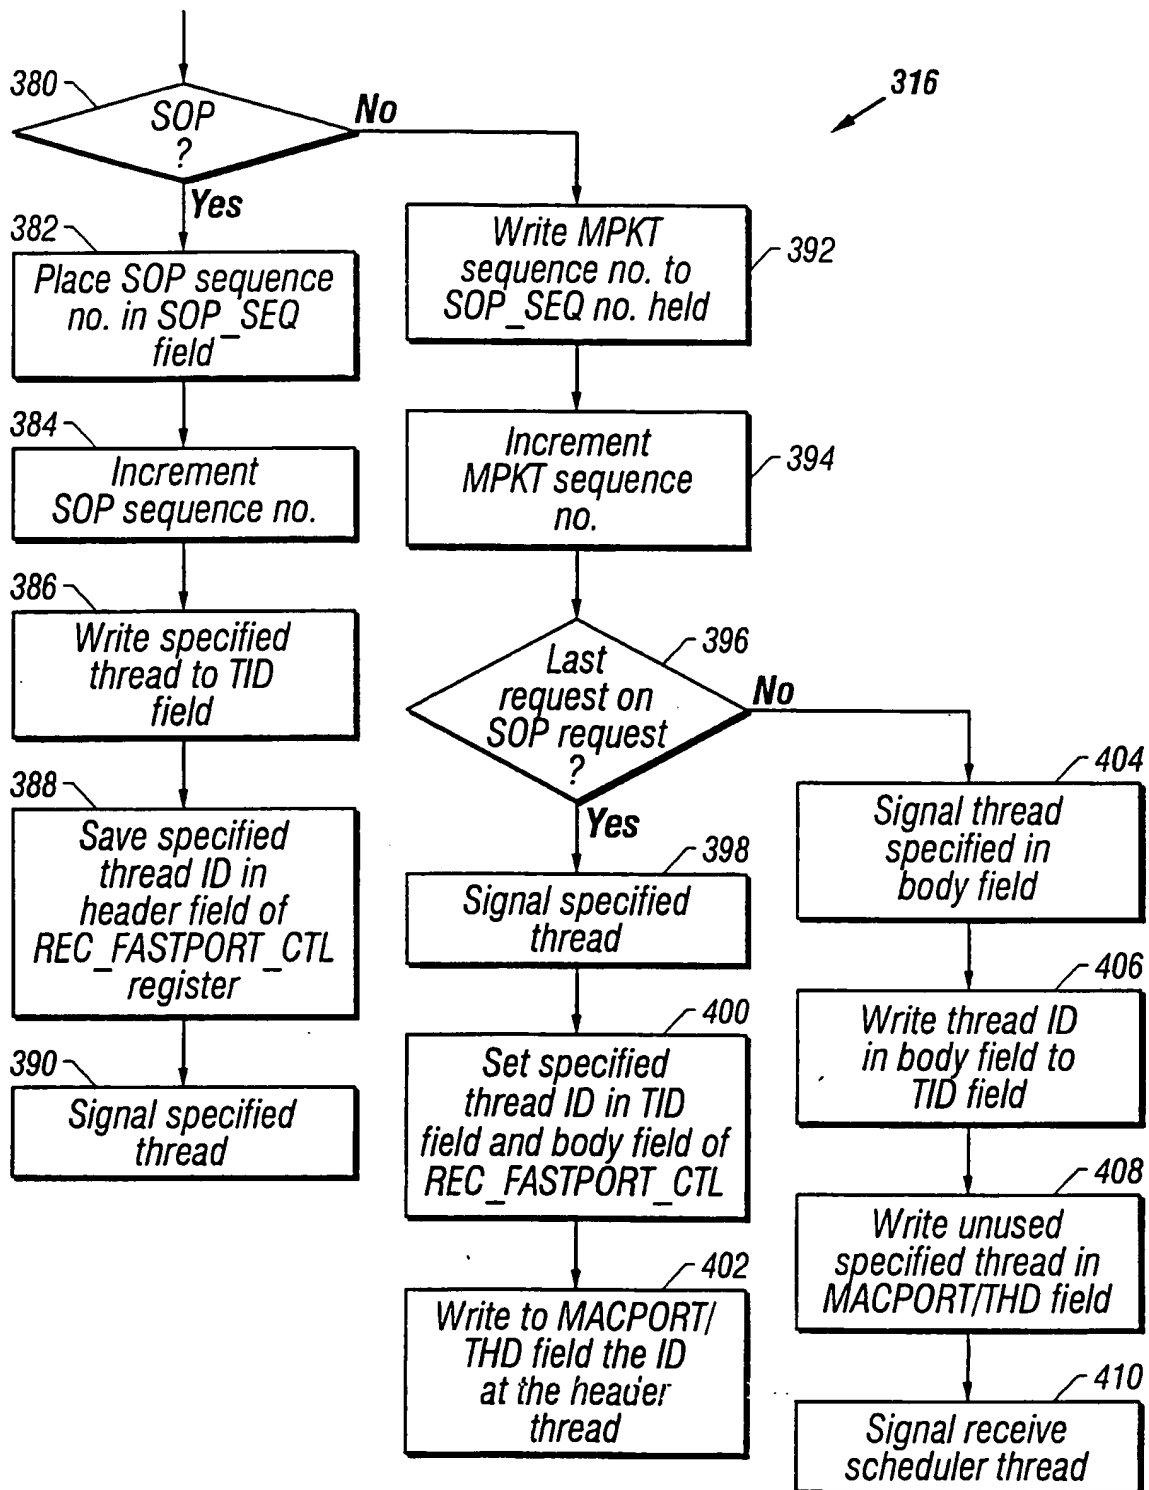 380
SOP
?
No
Yes
316
382
Place SOP sequence
no. in SOP_SEQ
field
384
Increment
SOP sequence no.
386
Write specified
thread to TID
field
388
Save specified
thread ID in
header field of
REC_FASTPORT_CTL
register
390
Signal specified
thread
392
Write MPKT
sequence no. to
SOP_SEQ no. held
394
Increment
MPKT sequence
no.
396
Last
request on
SOP request
?
No
Yes
398
Signal specified
thread
400
Set specified
thread ID in TID
field and body field of
REC_FASTPORT_CTL
402
Write to MACPORT/
THD field the ID
at the header
thread
404
Signal thread
specified in
body field
406
Write thread ID
in body field to
TID field
408
Write unused
specified thread in
MACPORT/THD field
410
Signal receive
scheduler thread